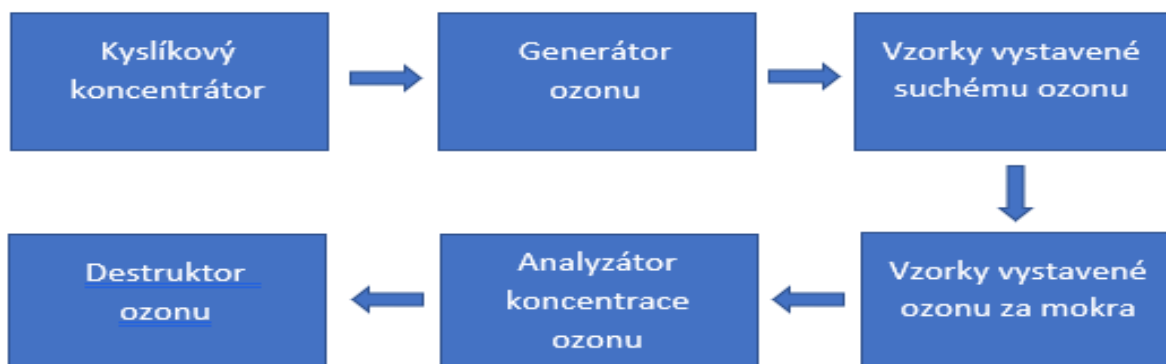 Kyslíkový
koncentrátor
Generátor
ozonu
Vzorky vystavené
suchému ozonu
Vzorky vystavené
ozonu za mokra
Analyzátor
koncentrace
ozonu
Destruktor
ozonu